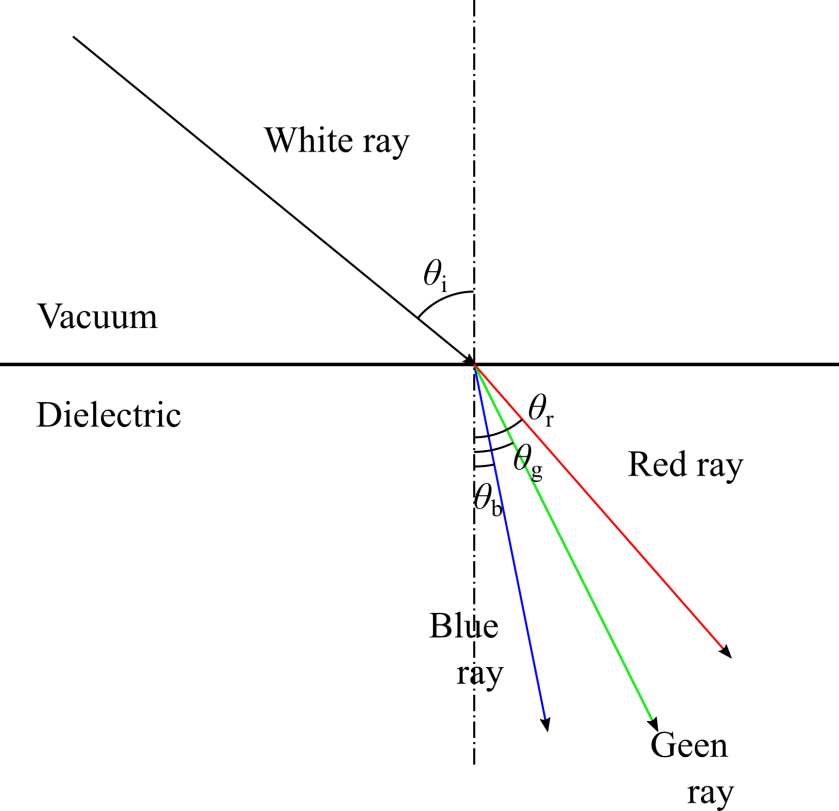 White ray
θi
Vacuum
Dielectric
θr
θg
Red ray
θb
Blue
ray
Geen
ray